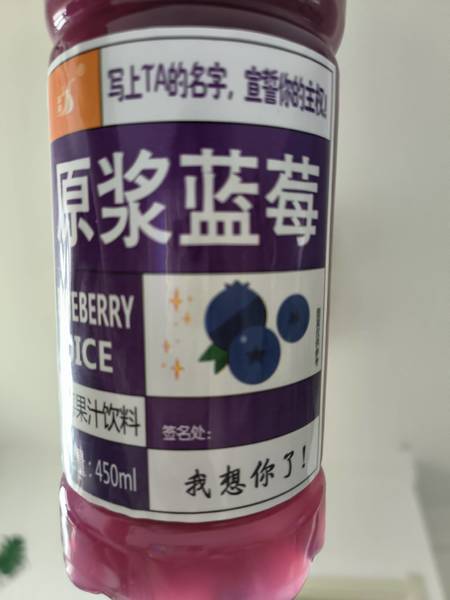 写上TA的名字，宣誓你的主权
原浆蓝莓
EBERRY
ICE
果汁饮料
签名处：
：450ml
我想你了！